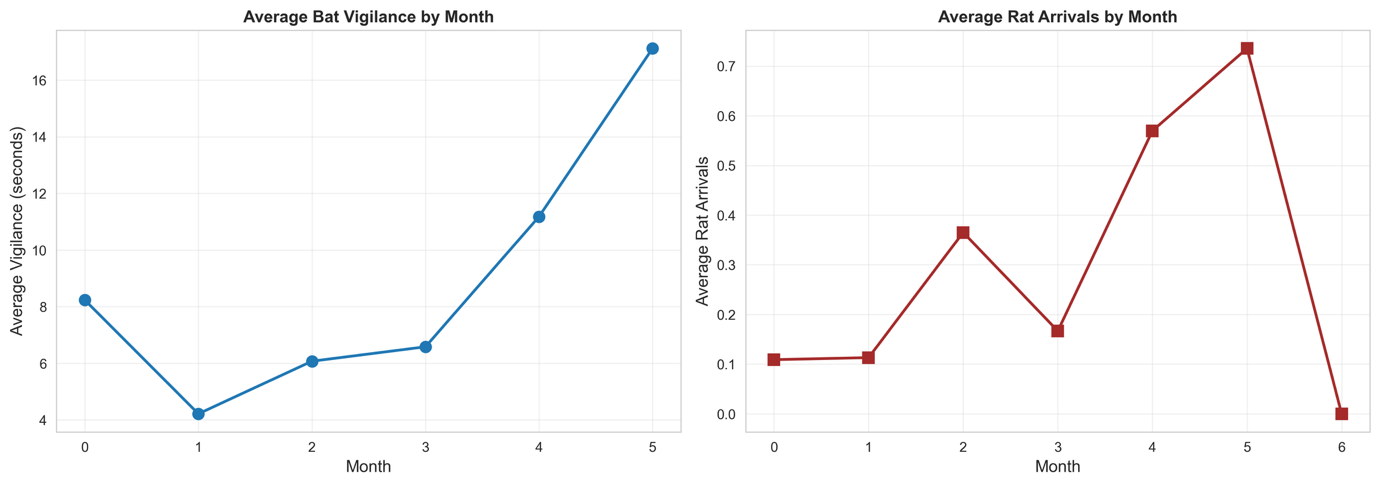 Average Bat Vigilance by Month
Average Vigilance (seconds)
16
14
12
10
8
6
4
0 1 2 3 4 5
Month
Average Rat Arrivals by Month
Average Rat Arrivals
0.7
0.6
0.5
0.4
0.3
0.2
0.1
0.0
0 1 2 3 4 5 6
Month